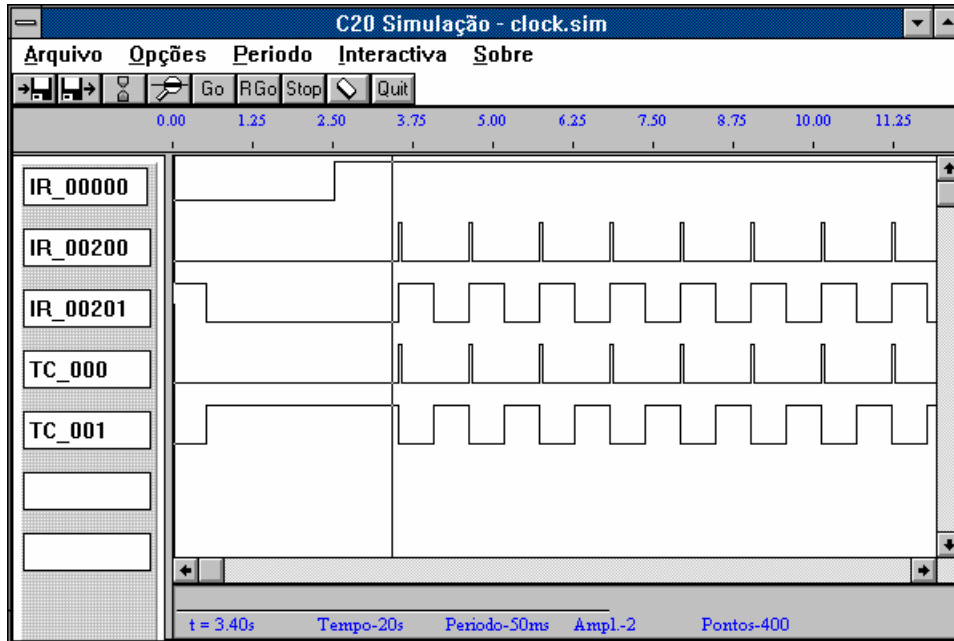 C20 Simulação - clock.sim
Arquivo Opções Periodo Interactiva Sobre
Go RGo Stop Quit
0.00 1.25 2.50 3.75 5.00 6.25 7.50 8.75 10.00 11.25
IR_00000
IR_00200
IR_00201
TC_000
TC_001
t = 3.40s Tempo-20s Periodo-50ms Ampl.-2 Pontos-400